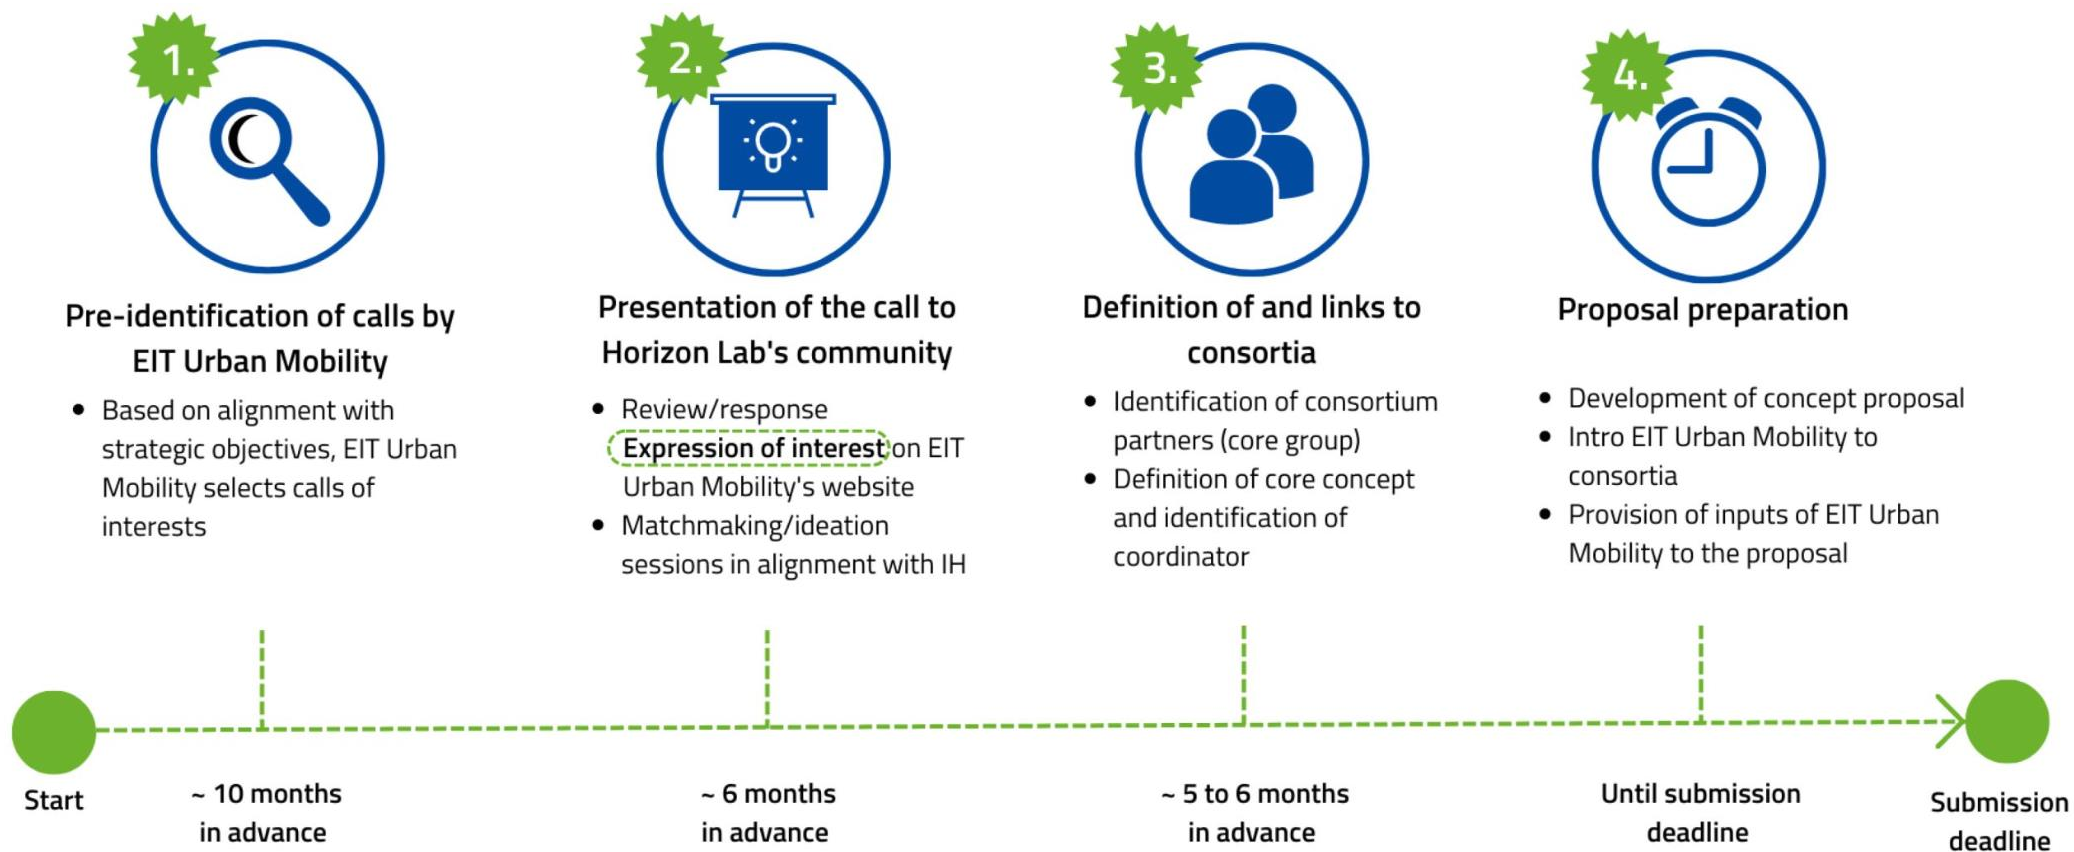 1.
Pre-identification of calls by
EIT Urban Mobility
• Based on alignment with
strategic objectives, EIT Urban
Mobility selects calls of
interests
2.
Presentation of the call to
Horizon Lab's community
• Review/response
Expression of interest on EIT
Urban Mobility's website
• Matchmaking/ideation
sessions in alignment with IH
3.
Definition of and links to
consortia
• Identification of consortium
partners (core group)
• Definition of core concept
and identification of
coordinator
4.
Proposal preparation
• Development of concept proposal
• Intro EIT Urban Mobility to
consortia
• Provision of inputs of EIT Urban
Mobility to the proposal
Start
~ 10 months
in advance
~ 6 months
in advance
~ 5 to 6 months
in advance
Until submission
deadline
Submission
deadline